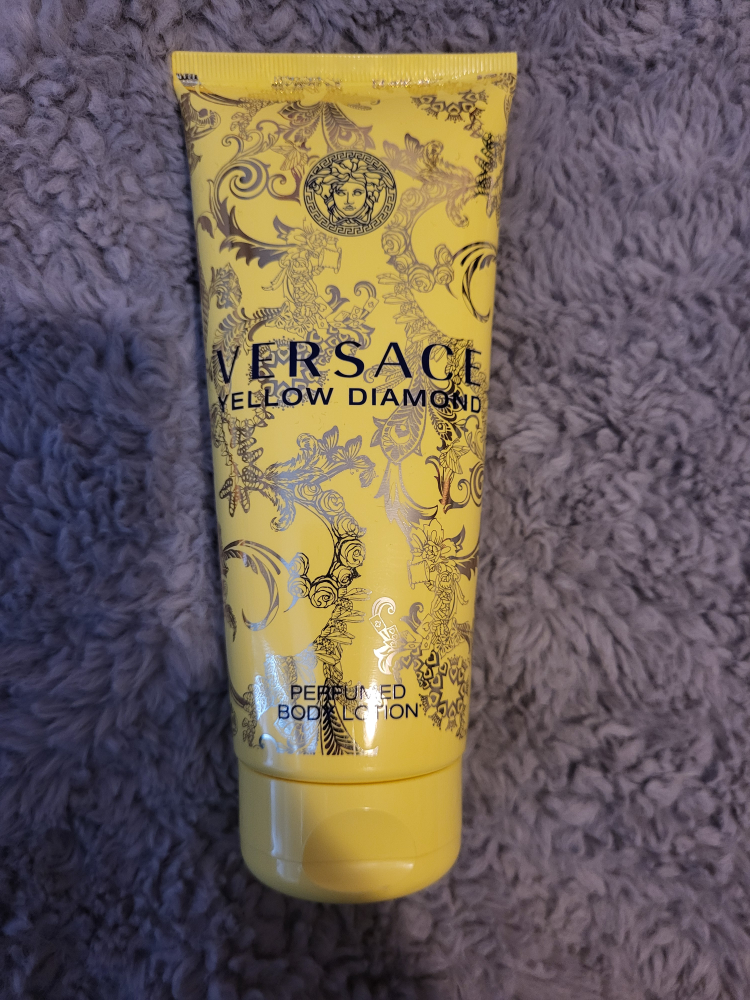 VERSACE
YELLOW DIAMOND
PERFUMED
BODY LOTION